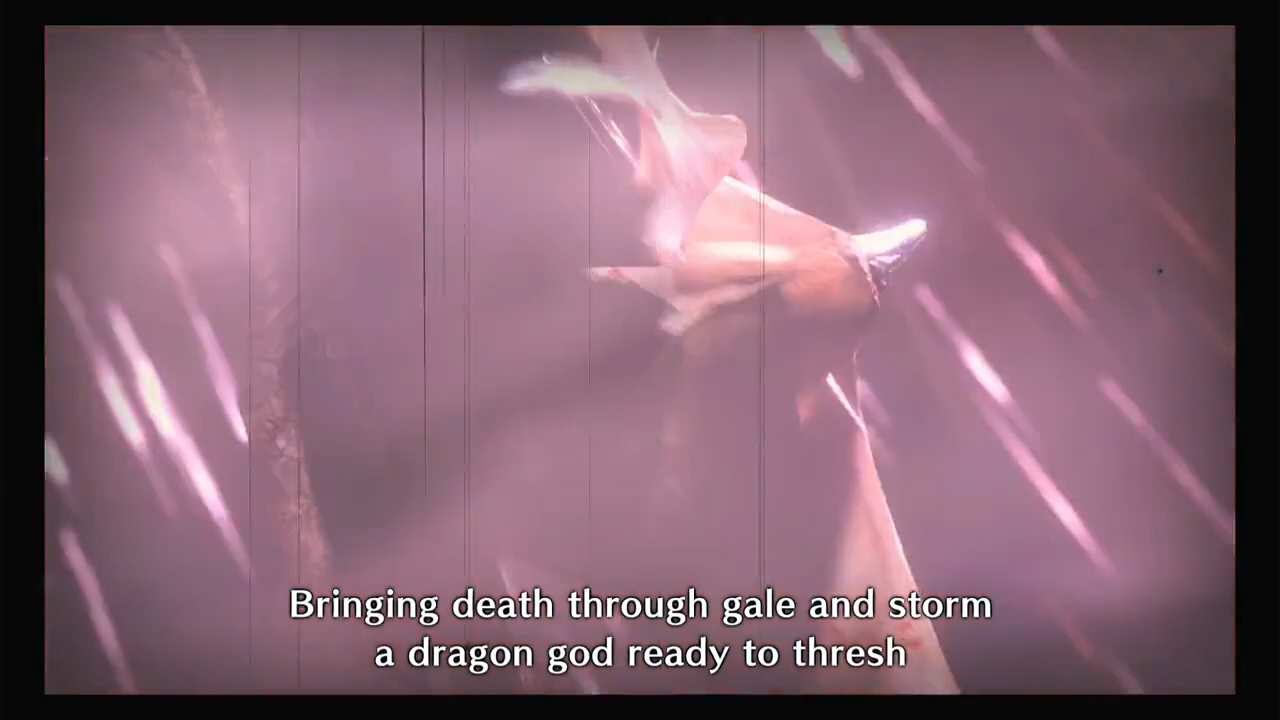 Bringing death through gale and storm
a dragon god ready to thresh